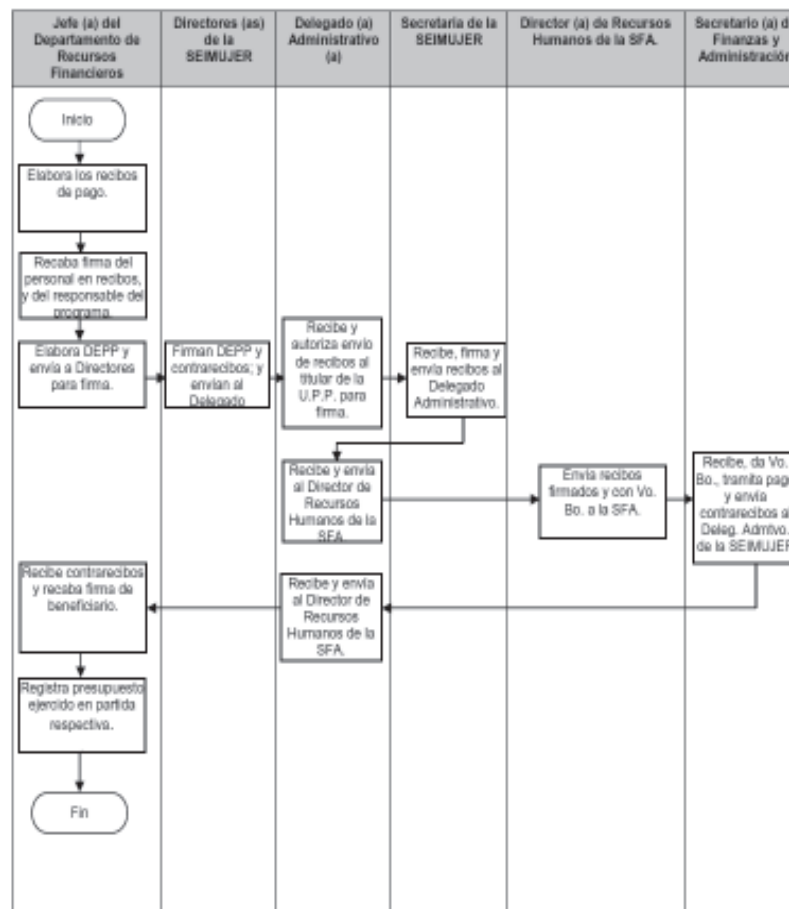 Jefe (a) del
Departamento de
Recursos
Financieros
Directores (as)
de la
SEIMUJER
Delegado (a)
Administrativo
(a)
Secretaria de la
SEIMUJER
Director (a) de Recursos
Humanos de la SFA.
Secretario (a) d
Finanzas y
Administración
Inicio
Elabora los recibos
de pago.
Recaba firma del
personal en recibos,
y del responsable del
programa.
Elabora DEPP y
envía a Directores
para firma.
Firman DEPP y
contrarecibos; y
envían al
Delegado
Recibe y
autoriza envío
de recibos al
titular de la
U.P.P. para
firma.
Recibe, firma y
envía recibos al
Delegado
Administrativo.
Recibe y envía
al Director de
Recursos
Humanos de la
SFA
Envía recibos
firmados y con Vo.
Bo. a la SFA.
Recibe, da Vo.
Bo., tramita pago
y envía
contrarecibos al
Deleg. Admtvo.
de la SEIMUJER
Recibe y envía
al Director de
Recursos
Humanos de la
SFA.
Recibe contrarecibos
y recaba firma de
beneficiario.
Registra presupuesto
ejercido en partida
respectiva.
Fin